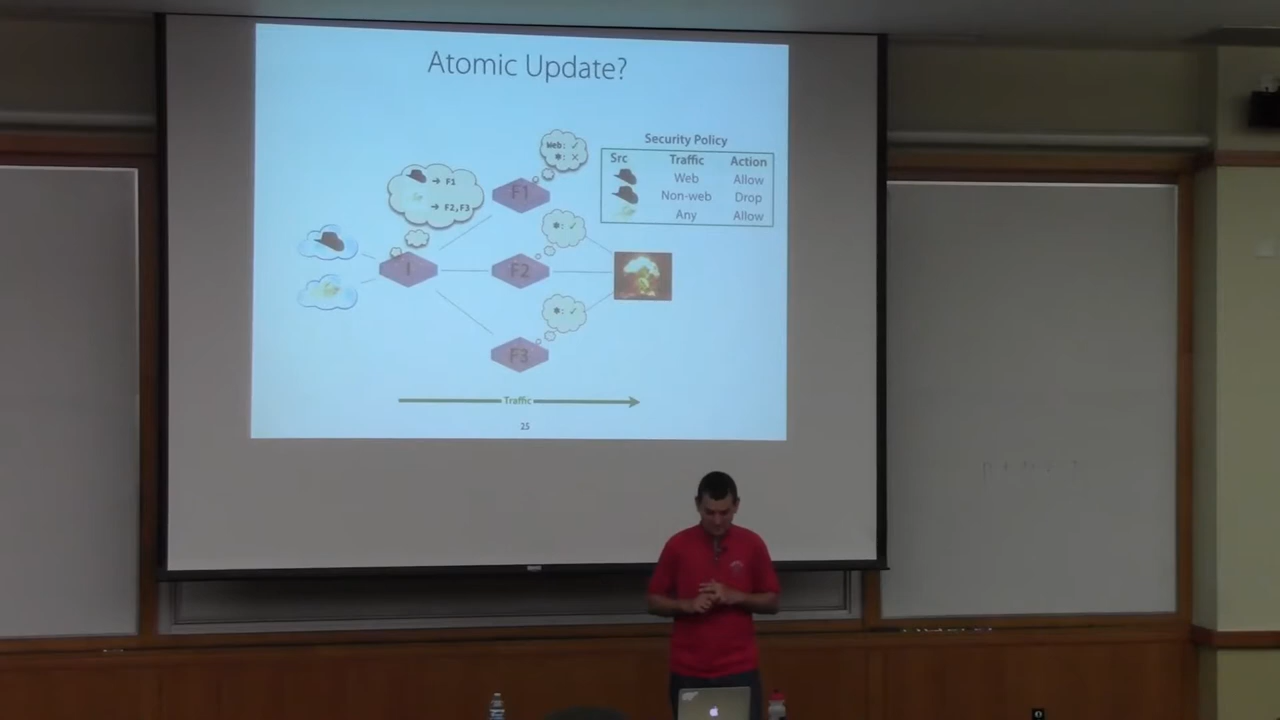 Atomic Update?
Security Policy
Src Traffic Action
Web Allow
Non-web Drop
Any Allow
Web: ✓
*: ✕
→ F1
→ F2,F3
F1
*: ✓
I
F2
*: ✓
F3
Traffic
25